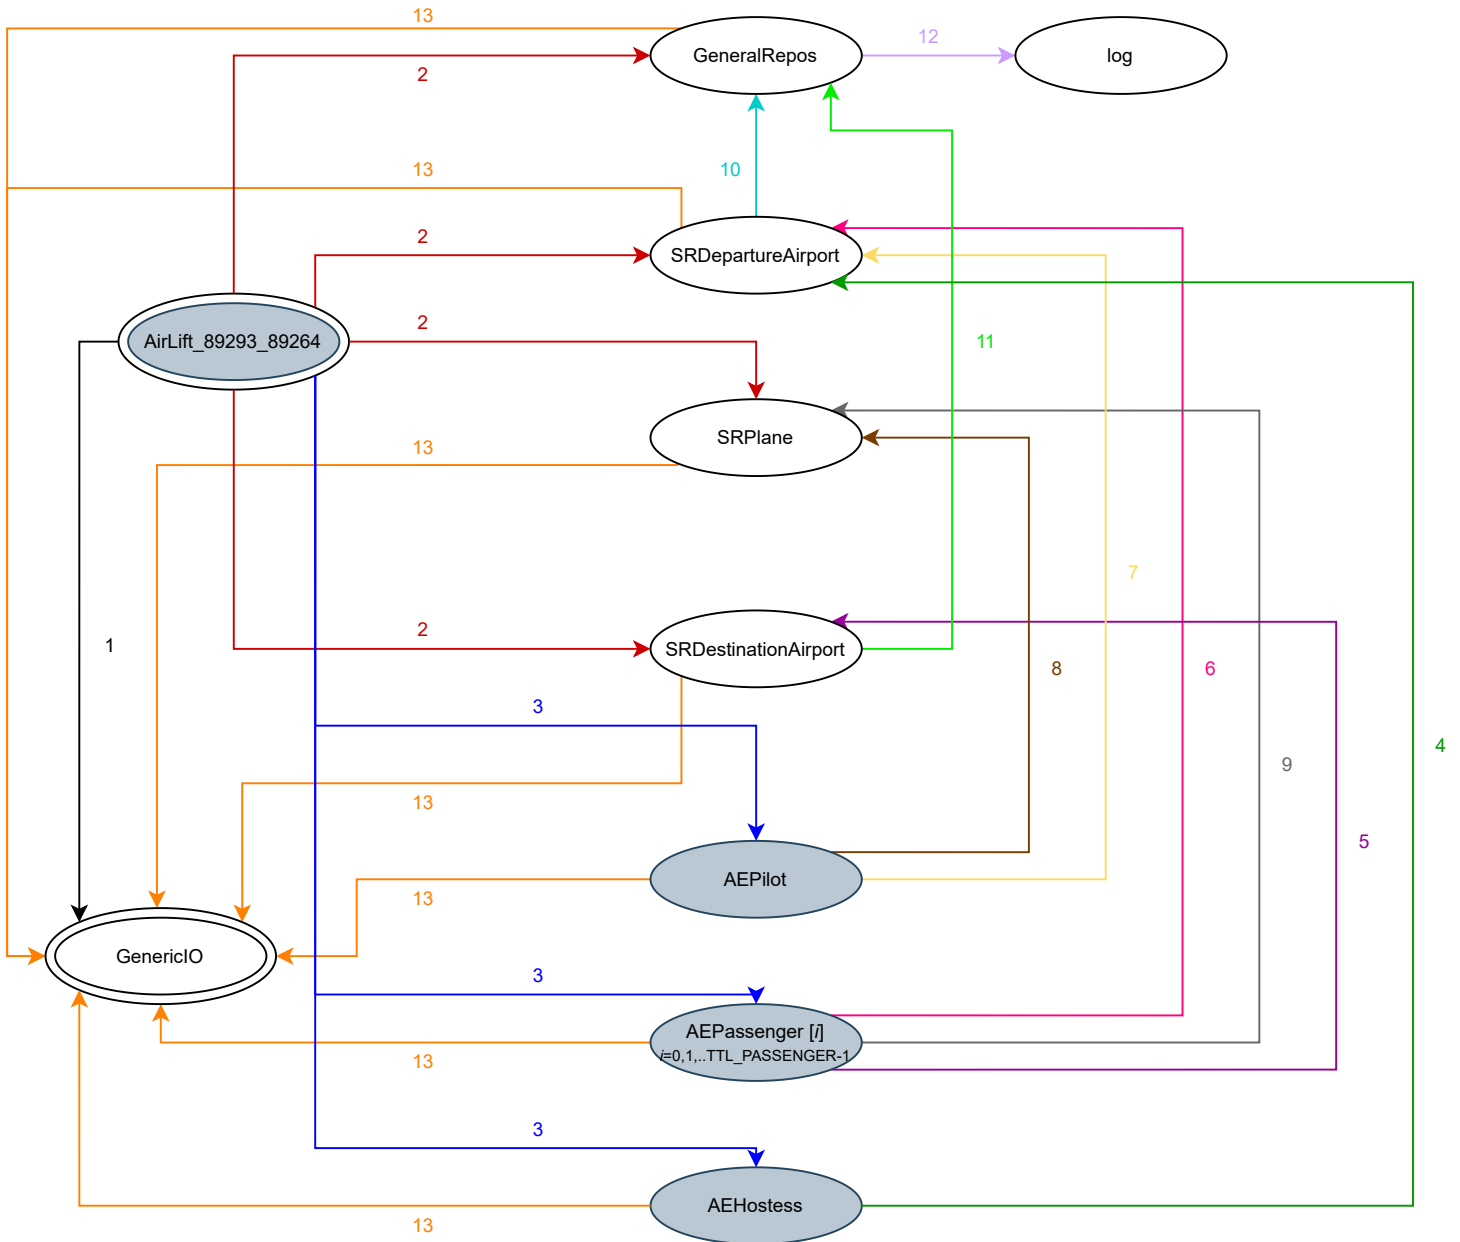 13
GeneralRepos
12
log
2
13
10
2
SRDepartureAirport
2
AirLift_89293_89264
11
13
SRPlane
7
1
2
SRDestinationAirport
8
6
3
4
9
13
5
AEPilot
13
GenericIO
3
AEPassenger [i]
i=0,1,..TTL_PASSENGER-1
13
3
AEHostess
13